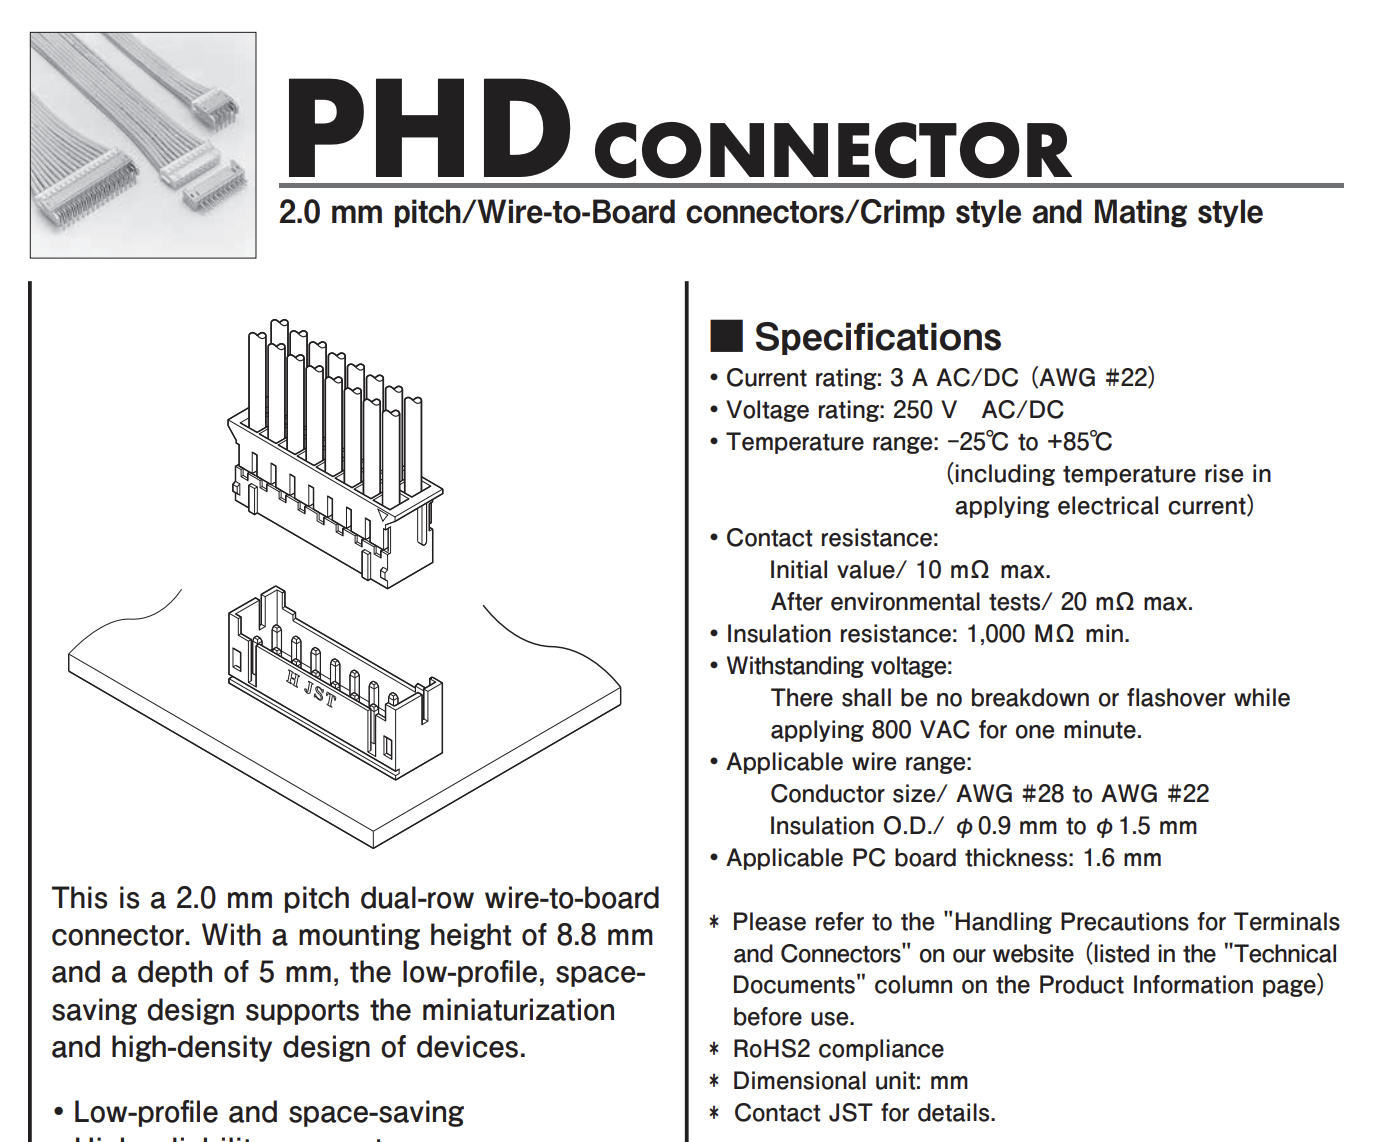 PHD CONNECTOR
2.0 mm pitch/Wire-to-Board connectors/Crimp style and Mating style
H JST
This is a 2.0 mm pitch dual-row wire-to-board
connector. With a mounting height of 8.8 mm
and a depth of 5 mm, the low-profile, space-
saving design supports the miniaturization
and high-density design of devices.
• Low-profile and space-saving
■ Specifications
• Current rating: 3 A AC/DC (AWG #22)
• Voltage rating: 250 V AC/DC
• Temperature range: -25℃ to +85℃
(including temperature rise in
applying electrical current)
• Contact resistance:
Initial value/ 10 mΩ max.
After environmental tests/ 20 mΩ max.
• Insulation resistance: 1,000 MΩ min.
• Withstanding voltage:
There shall be no breakdown or flashover while
applying 800 VAC for one minute.
• Applicable wire range:
Conductor size/ AWG #28 to AWG #22
Insulation O.D./ φ0.9 mm to φ1.5 mm
• Applicable PC board thickness: 1.6 mm
* Please refer to the "Handling Precautions for Terminals
and Connectors" on our website (listed in the "Technical
Documents" column on the Product Information page)
before use.
* RoHS2 compliance
* Dimensional unit: mm
* Contact JST for details.